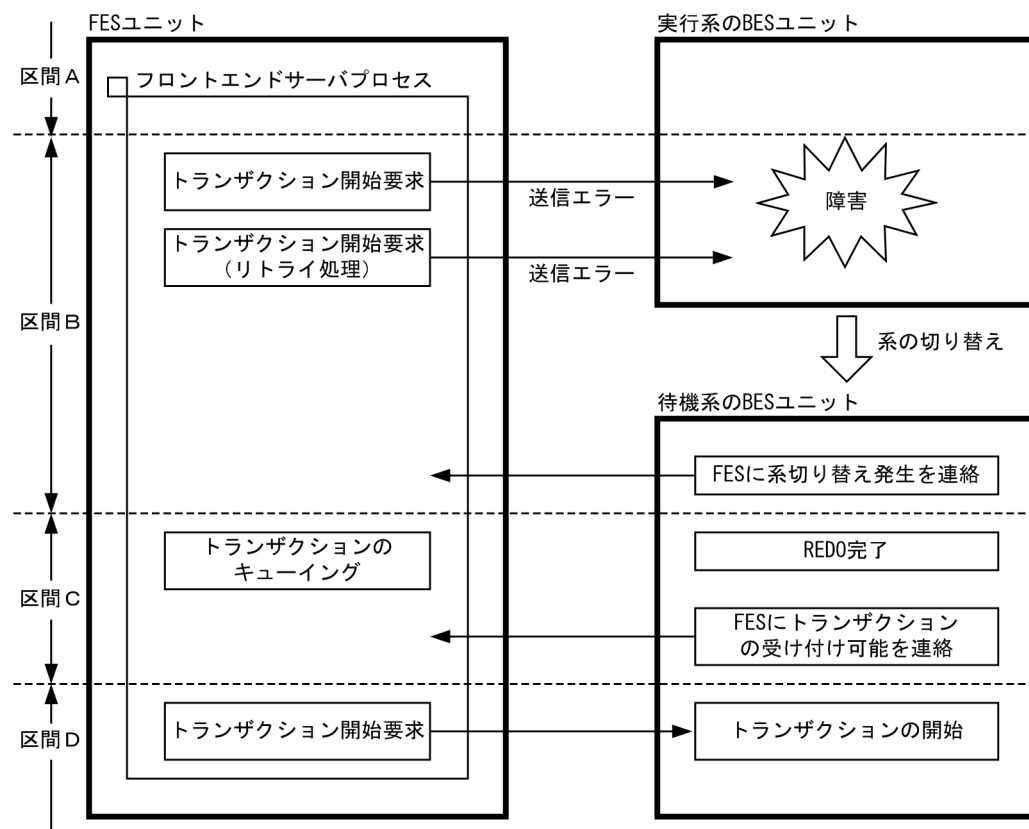 FESユニット
実行系のBESユニット
区間A
フロントエンドサーバプロセス
トランザクション開始要求
送信エラー
障害
トランザクション開始要求
(リトライ処理)
送信エラー
区間B
系の切り替え
待機系のBESユニット
FESに系切り替え発生を連絡
トランザクションの
キューイング
REDO完了
区間C
FESにトランザクション
の受け付け可能を連絡
区間D
トランザクション開始要求
トランザクションの開始